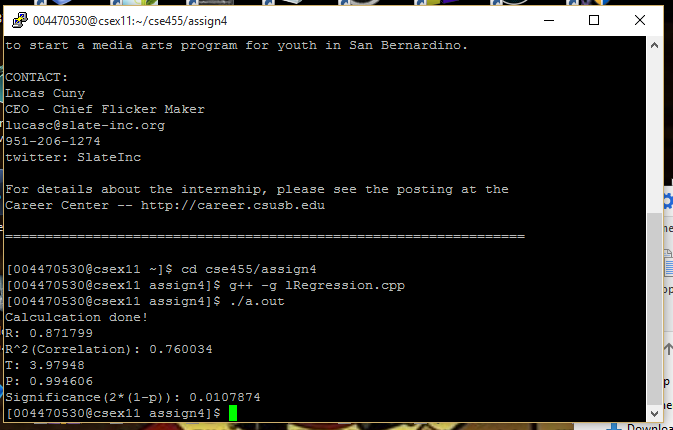 004470530@csex11:~/cse455/assign4
to start a media arts program for youth in San Bernardino.
CONTACT:
Lucas Cuny
CEO - Chief Flicker Maker
lucasc@slate-inc.org
951-206-1274
twitter: SlateInc
For details about the internship, please see the posting at the
Career Center -- http://career.csusb.edu
==================================================================
[004470530@csex11 ~]$ cd cse455/assign4
[004470530@csex11 assign4]$ g++ -g lRegression.cpp
[004470530@csex11 assign4]$ ./a.out
Calculcation done!
R: 0.871799
R^2(Correlation): 0.760034
T: 3.97948
P: 0.994606
Significance(2*(1-p)): 0.0107874
[004470530@csex11 assign4]$